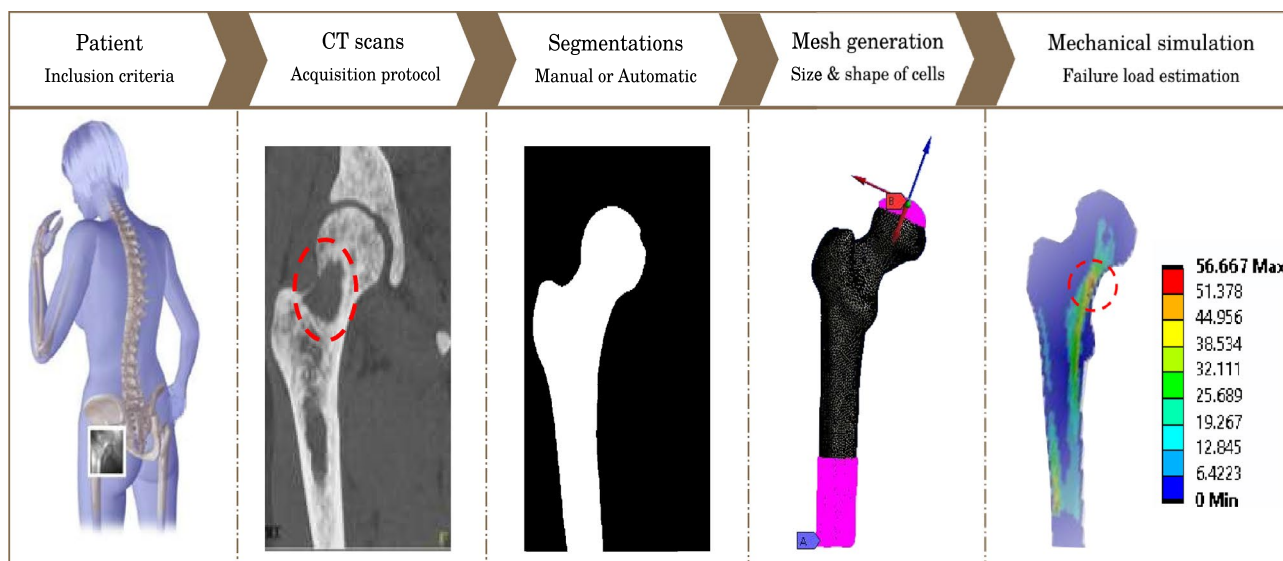 Patient
Inclusion criteria
CT scans
Acquisition protocol
Segmentations
Manual or Automatic
Mesh generation
Size & shape of cells
Mechanical simulation
Failure load estimation
B
A
56.667 Max
51.378
44.956
38.534
32.111
25.689
19.267
12.845
6.4223
0 Min